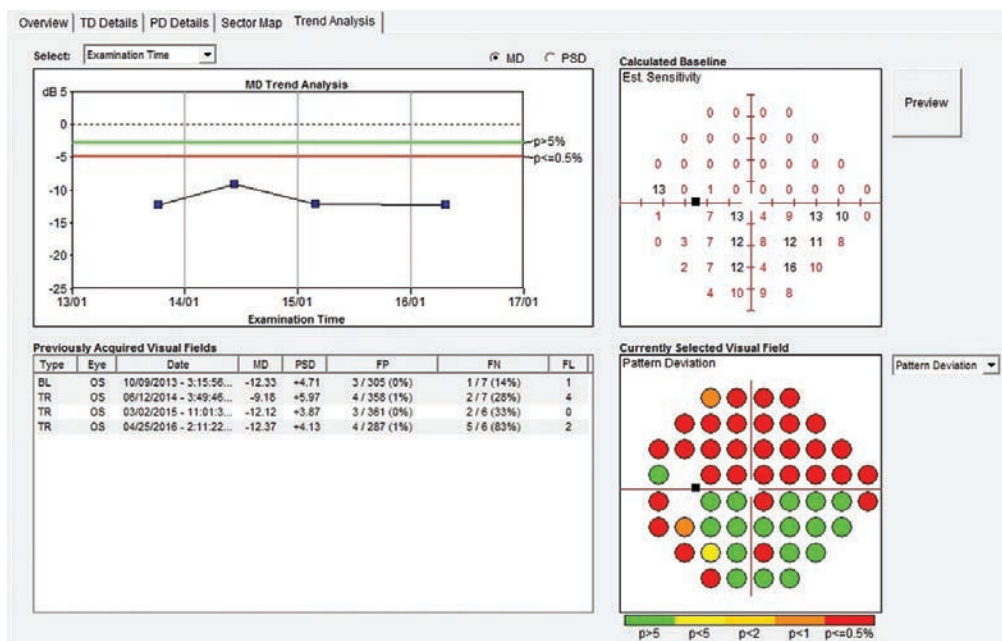 Overview TD Details PD Details Sector Map Trend Analysis
Select: Examination Time MD PSD
MD Trend Analysis
dB 5
0
-5
-10
-15
-20
-25
p>5%
p<=0.5%
13/01 14/01 15/01 16/01 17/01
Examination Time
Calculated Baseline
Est. Sensitivity
0 0 0 0
0 0 0 0 0 0
0 0 0 0 0 0 0 0
13 0 1 0 0 0 0 0 0
1 7 13 4 9 13 10 0
0 3 7 12 8 12 11 8
2 7 12 4 16 10
4 10 9 8
Preview
Previously Acquired Visual Fields
Type Eye Date MD PSD FP FN FL
BL OS 10/09/2013 - 3:15:56... -12.33 +4.71 3 / 305 (0%) 1 / 7 (14%) 1
TR OS 06/12/2014 - 3:49:46... -9.18 +5.97 4 / 358 (1%) 2 / 7 (28%) 4
TR OS 03/02/2015 - 11:01:3... -12.12 +3.87 3 / 361 (0%) 2 / 6 (33%) 0
TR OS 04/25/2016 - 2:11:22... -12.37 +4.13 4 / 287 (1%) 5 / 6 (83%) 2
Currently Selected Visual Field
Pattern Deviation
Pattern Deviation
p>5 p<5 p<2 p<1 p<=0.5%